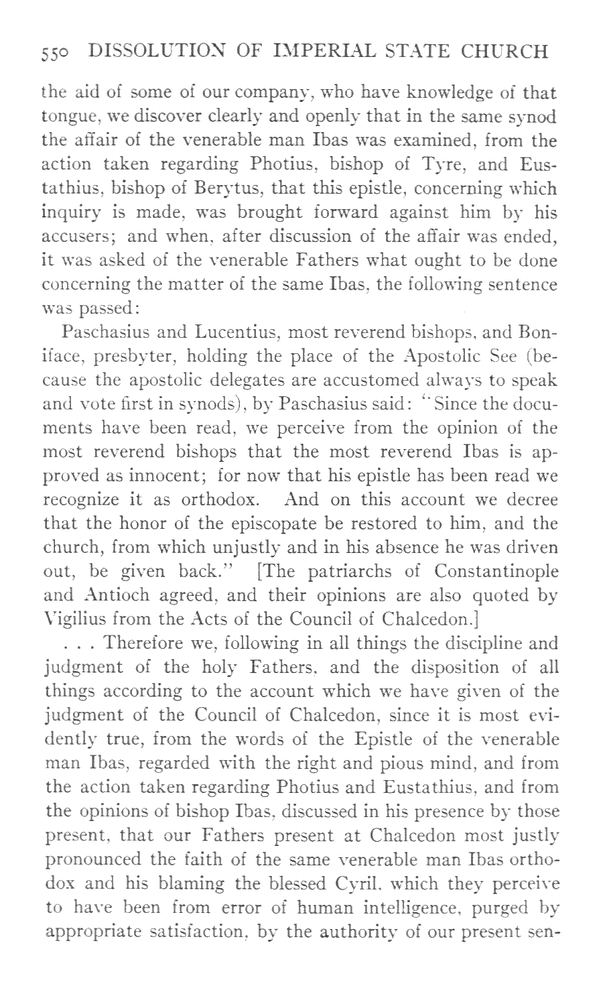 550 DISSOLUTION OF IMPERIAL STATE CHURCH
the aid of some of our company, who have knowledge of that
tongue, we discover clearly and openly that in the same synod
the affair of the venerable man Ibas was examined, from the
action taken regarding Photius, bishop of Tyre, and Eus-
tathius, bishop of Berytus, that this epistle, concerning which
inquiry is made, was brought forward against him by his
accusers; and when, after discussion of the affair was ended,
it was asked of the venerable Fathers what ought to be done
concerning the matter of the same Ibas, the following sentence
was passed:
Paschasius and Lucentius, most reverend bishops, and Bon-
iface, presbyter, holding the place of the Apostolic See (be-
cause the apostolic delegates are accustomed always to speak
and vote first in synods), by Paschasius said: “Since the docu-
ments have been read, we perceive from the opinion of the
most reverend bishops that the most reverend Ibas is ap-
proved as innocent; for now that his epistle has been read we
recognize it as orthodox. And on this account we decree
that the honor of the episcopate be restored to him, and the
church, from which unjustly and in his absence he was driven
out, be given back.” [The patriarchs of Constantinople
and Antioch agreed, and their opinions are also quoted by
Vigilius from the Acts of the Council of Chalcedon.]
. . . Therefore we, following in all things the discipline and
judgment of the holy Fathers, and the disposition of all
things according to the account which we have given of the
judgment of the Council of Chalcedon, since it is most evi-
dently true, from the words of the Epistle of the venerable
man Ibas, regarded with the right and pious mind, and from
the action taken regarding Photius and Eustathius, and from
the opinions of bishop Ibas, discussed in his presence by those
present, that our Fathers present at Chalcedon most justly
pronounced the faith of the same venerable man Ibas ortho-
dox and his blaming the blessed Cyril, which they perceive
to have been from error of human intelligence, purged by
appropriate satisfaction, by the authority of our present sen-